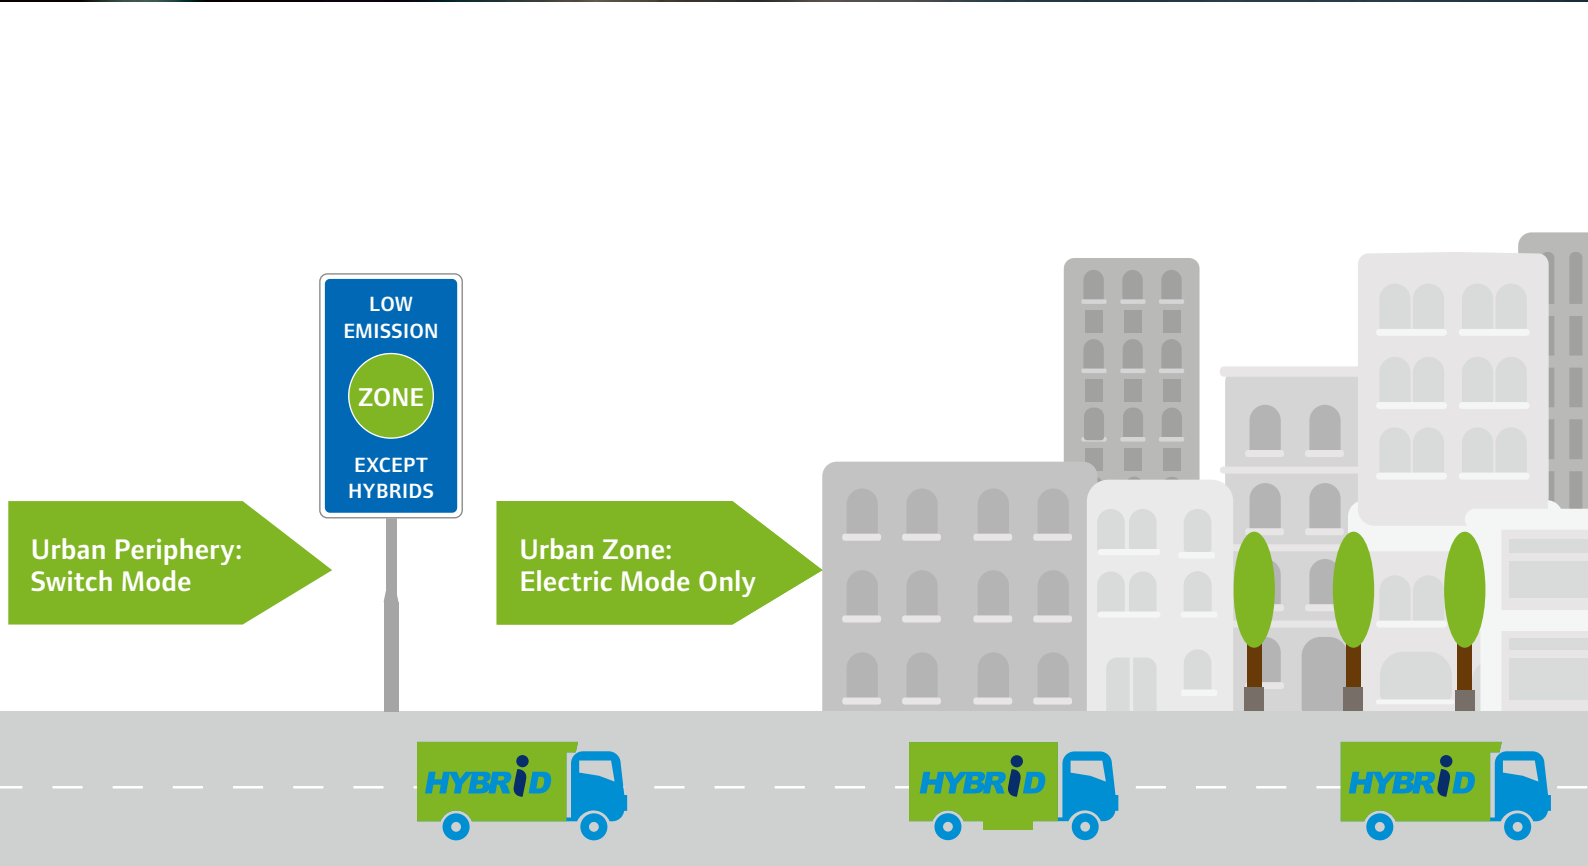 LOW
EMISSION
ZONE
EXCEPT
HYBRIDS
Urban Periphery:
Switch Mode
Urban Zone:
Electric Mode Only
HYBRiD
HYBRiD
HYBRiD